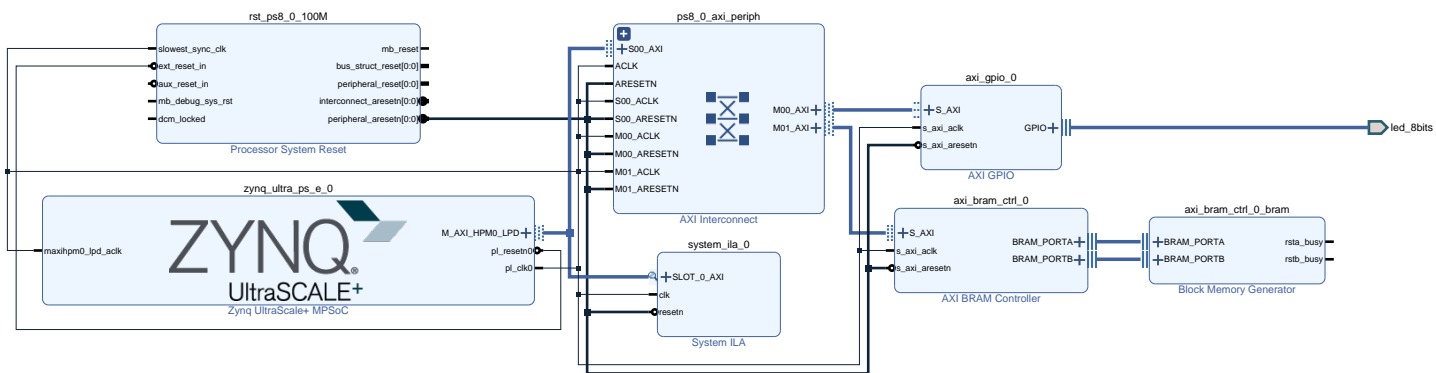 rst_ps8_0_100M
slowest_sync_clk
ext_reset_in
aux_reset_in
mb_debug_sys_rst
dcm_locked
mb_reset
bus_struct_reset[0:0]
peripheral_reset[0:0]
interconnect_aresetn[0:0]
peripheral_aresetn[0:0]
Processor System Reset
zynq_ultra_ps_e_0
maxihpm0_lpd_aclk
ZYNQ
UltraSCALE+
M_AXI_HPM0_LPD
pl_resetn0
pl_clk0
Zynq UltraScale+ MPSoC
ps8_0_axi_periph
S00_AXI
ACLK
ARESETN
S00_ACLK
S00_ARESETN
M00_ACLK
M00_ARESETN
M01_ACLK
M01_ARESETN
M00_AXI
M01_AXI
AXI Interconnect
system_ila_0
SLOT_0_AXI
clk
resetn
System ILA
axi_gpio_0
S_AXI
s_axi_aclk
s_axi_aresetn
GPIO
AXI GPIO
led_8bits
axi_bram_ctrl_0
S_AXI
s_axi_aclk
s_axi_aresetn
BRAM_PORTA
BRAM_PORTB
AXI BRAM Controller
axi_bram_ctrl_0_bram
BRAM_PORTA
BRAM_PORTB
rsta_busy
rstb_busy
Block Memory Generator